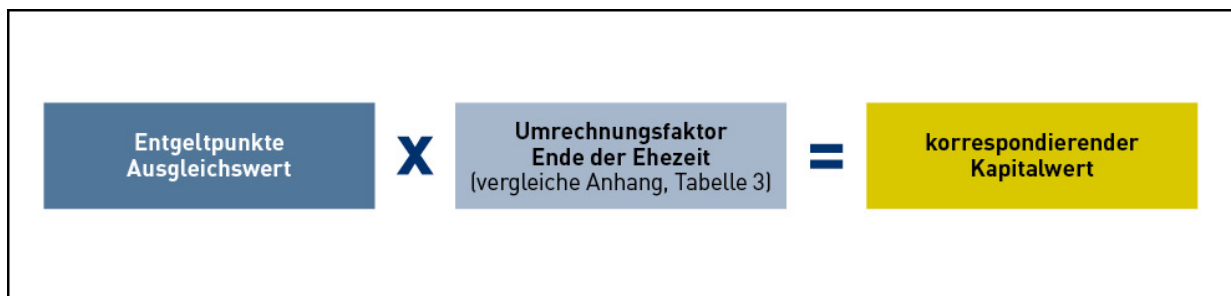 Entgeltpunkte
Ausgleichswert
X
Umrechnungsfaktor
Ende der Ehezeit
(vergleiche Anhang, Tabelle 3)
=
korrespondierender
Kapitalwert